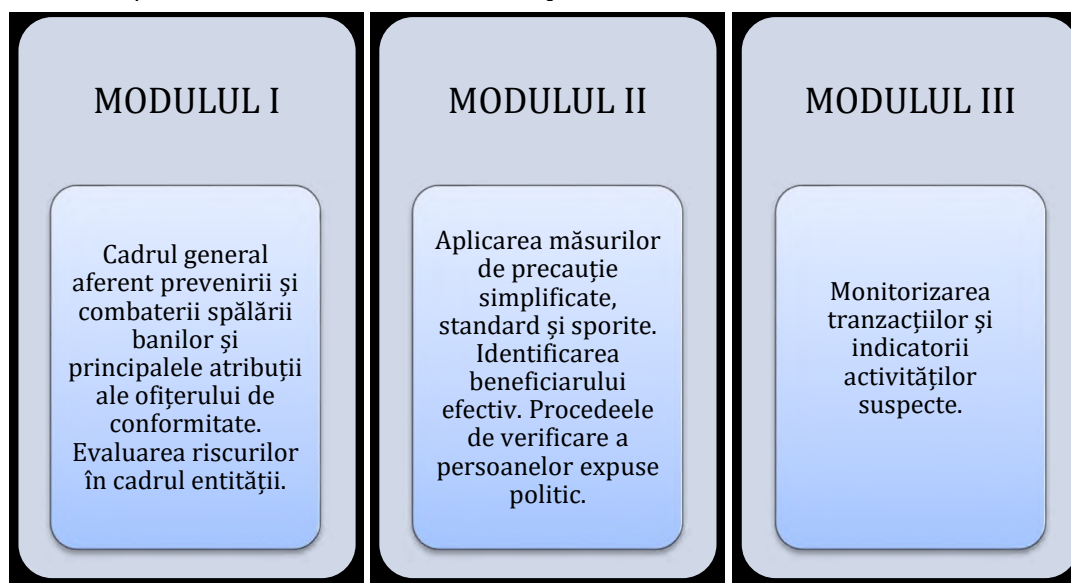 MODULUL I
Cadrul general
aferent prevenirii și
combaterii spălării
banilor și
principalele atribuții
ale ofițerului de
conformitate.
Evaluarea riscurilor
în cadrul entității.
MODULUL II
Aplicarea măsurilor
de precauție
simplificate,
standard și sporite.
Identificarea
beneficiarului
efectiv. Procedeele
de verificare a
persoanelor expuse
politic.
MODULUL III
Monitorizarea
tranzacțiilor și
indicatorii
activităților
suspecte.